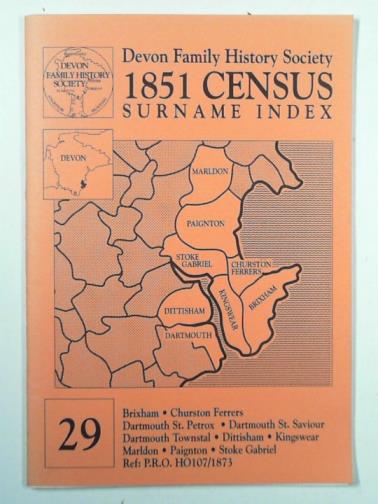 DEVON
FAMILY HISTORY
SOCIETY
Devon Family History Society
1851 CENSUS
SURNAME INDEX
DEVON
MARLDON
PAIGNTON
STOKE
GABRIEL
CHURSTON
FERRERS
KINGSWEAR
BRIXHAM
DITTISHAM
DARTMOUTH
29
Brixham • Churston Ferrers
Dartmouth St. Petrox • Dartmouth St. Saviour
Dartmouth Townstal • Dittisham • Kingswear
Marldon • Paignton • Stoke Gabriel
Ref: P.R.O. HO107/1873